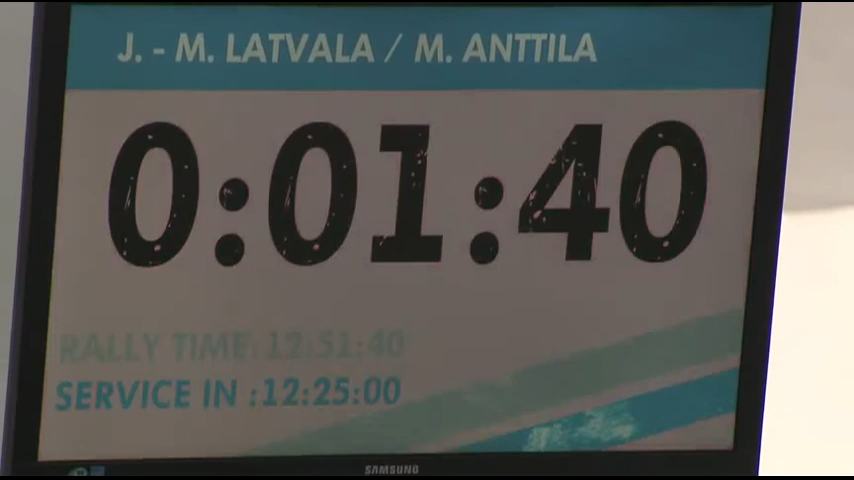 J. - M. LATVALA / M. ANTTILA
0:01:40
RALLY TIME: 12:51:40
SERVICE IN :12:25:00
SAMSUNG